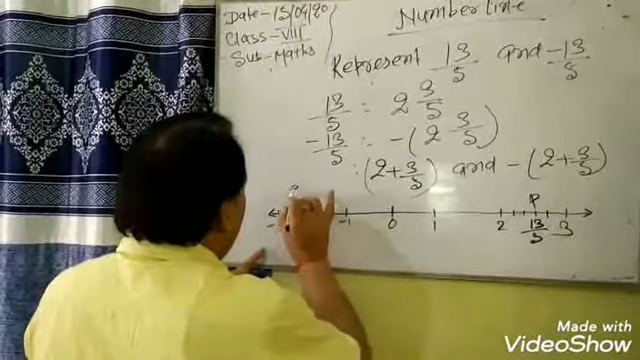 Date - 15/04/20
Number line
Class - VIII
Sub - Maths
Represent 13/5 and -13/5
13/5 = 2 3/5
-13/5 = -(2 3/5)
: (2+3/5) and -(2+3/5)
P
-1 0 1 2 13/5 3
Made with
VideoShow